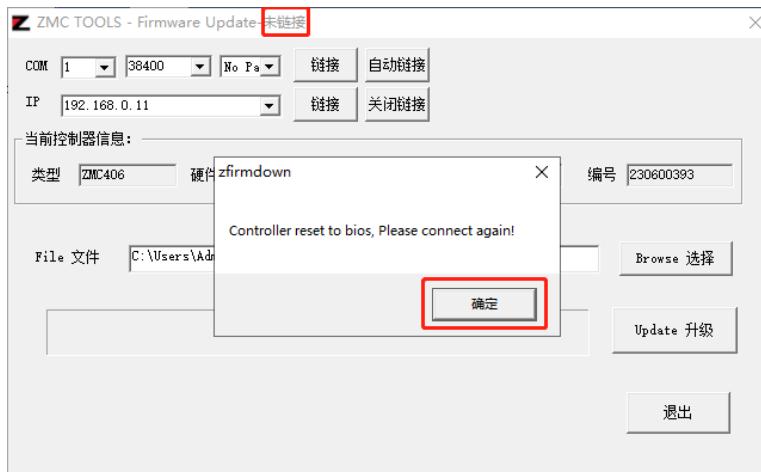 ZMC TOOLS - Firmware Update-未链接
COM 1 38400 No Pa 链接 自动链接
IP 192.168.0.11 链接 关闭链接
当前控制器信息:
类型 ZMC406 硬件 编号 230600393
zfirmdown
Controller reset to bios, Please connect again!
确定
File 文件 C:\Users\Adm Browse 选择
Update 升级
退出